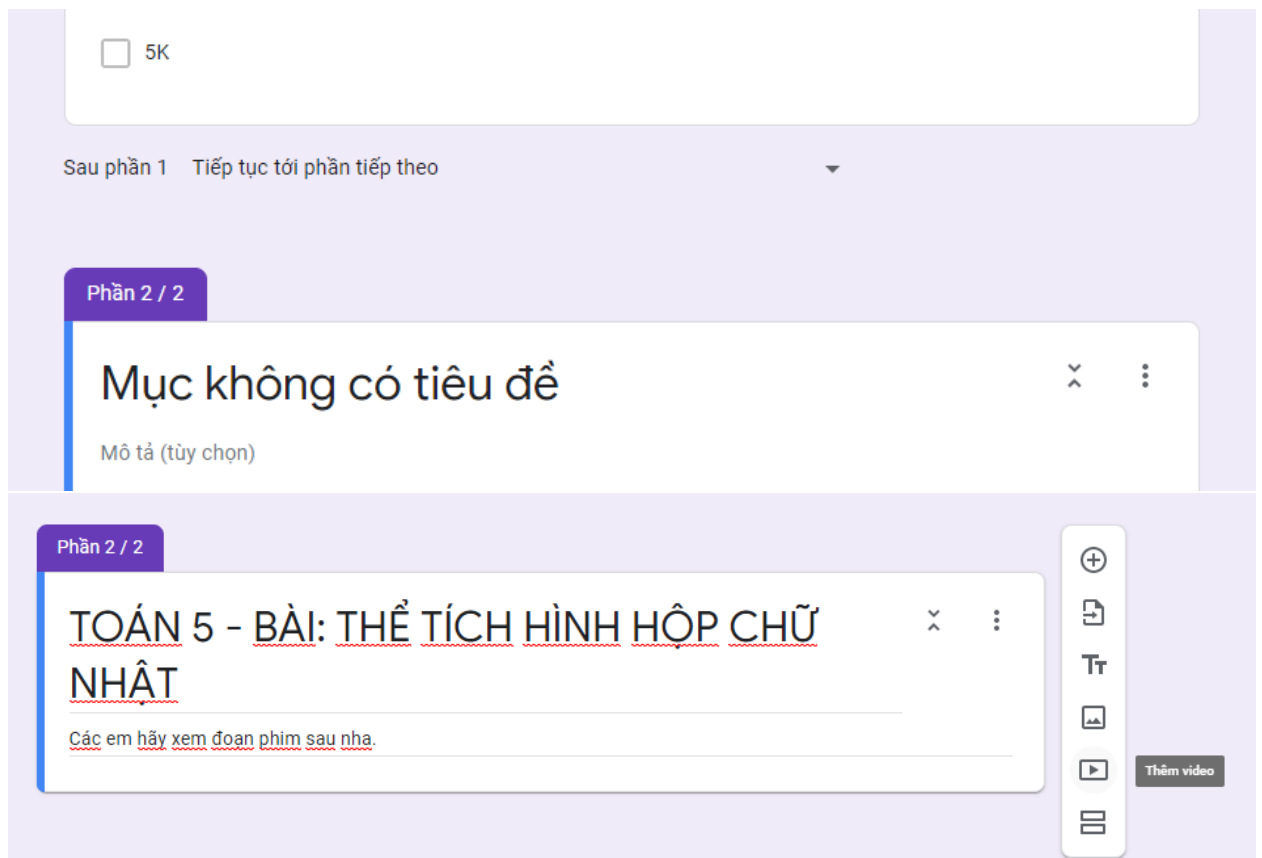 5K
Sau phần 1 Tiếp tục tới phần tiếp theo
Phần 2 / 2
Mục không có tiêu đề
Mô tả (tùy chọn)
Phần 2 / 2
TOÁN 5 - BÀI: THỂ TÍCH HÌNH HỘP CHỮ
NHẬT
Các em hãy xem đoạn phim sau nha.
Tт
Thêm video